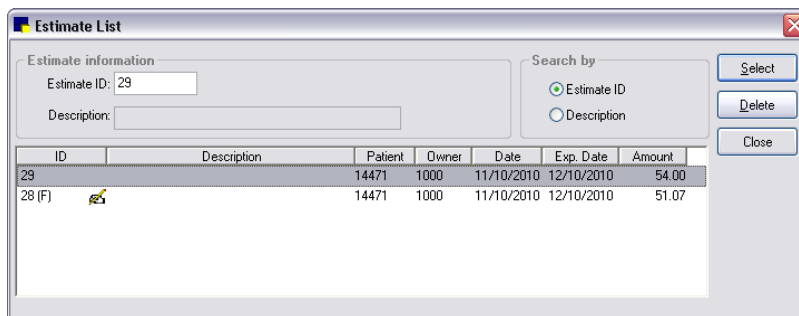 Estimate List
Estimate information
Estimate ID: 29
Description:
Search by
Estimate ID
Description
Select
Delete
Close
ID Description Patient Owner Date Exp. Date Amount
29 14471 1000 11/10/2010 12/10/2010 54.00
28 (F) 14471 1000 11/10/2010 12/10/2010 51.07